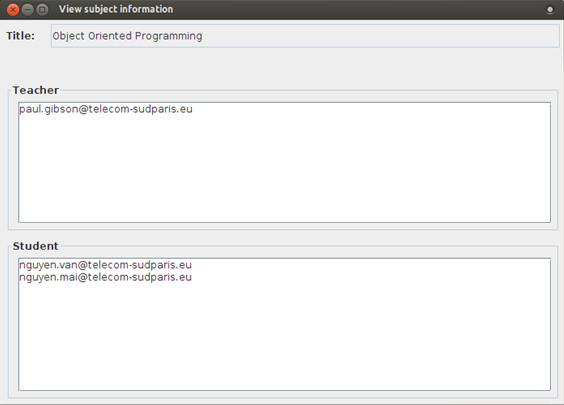 View subject information
Title: Object Oriented Programming
Teacher
paul.gibson@telecom-sudparis.eu
Student
nguyen.van@telecom-sudparis.eu
nguyen.mai@telecom-sudparis.eu